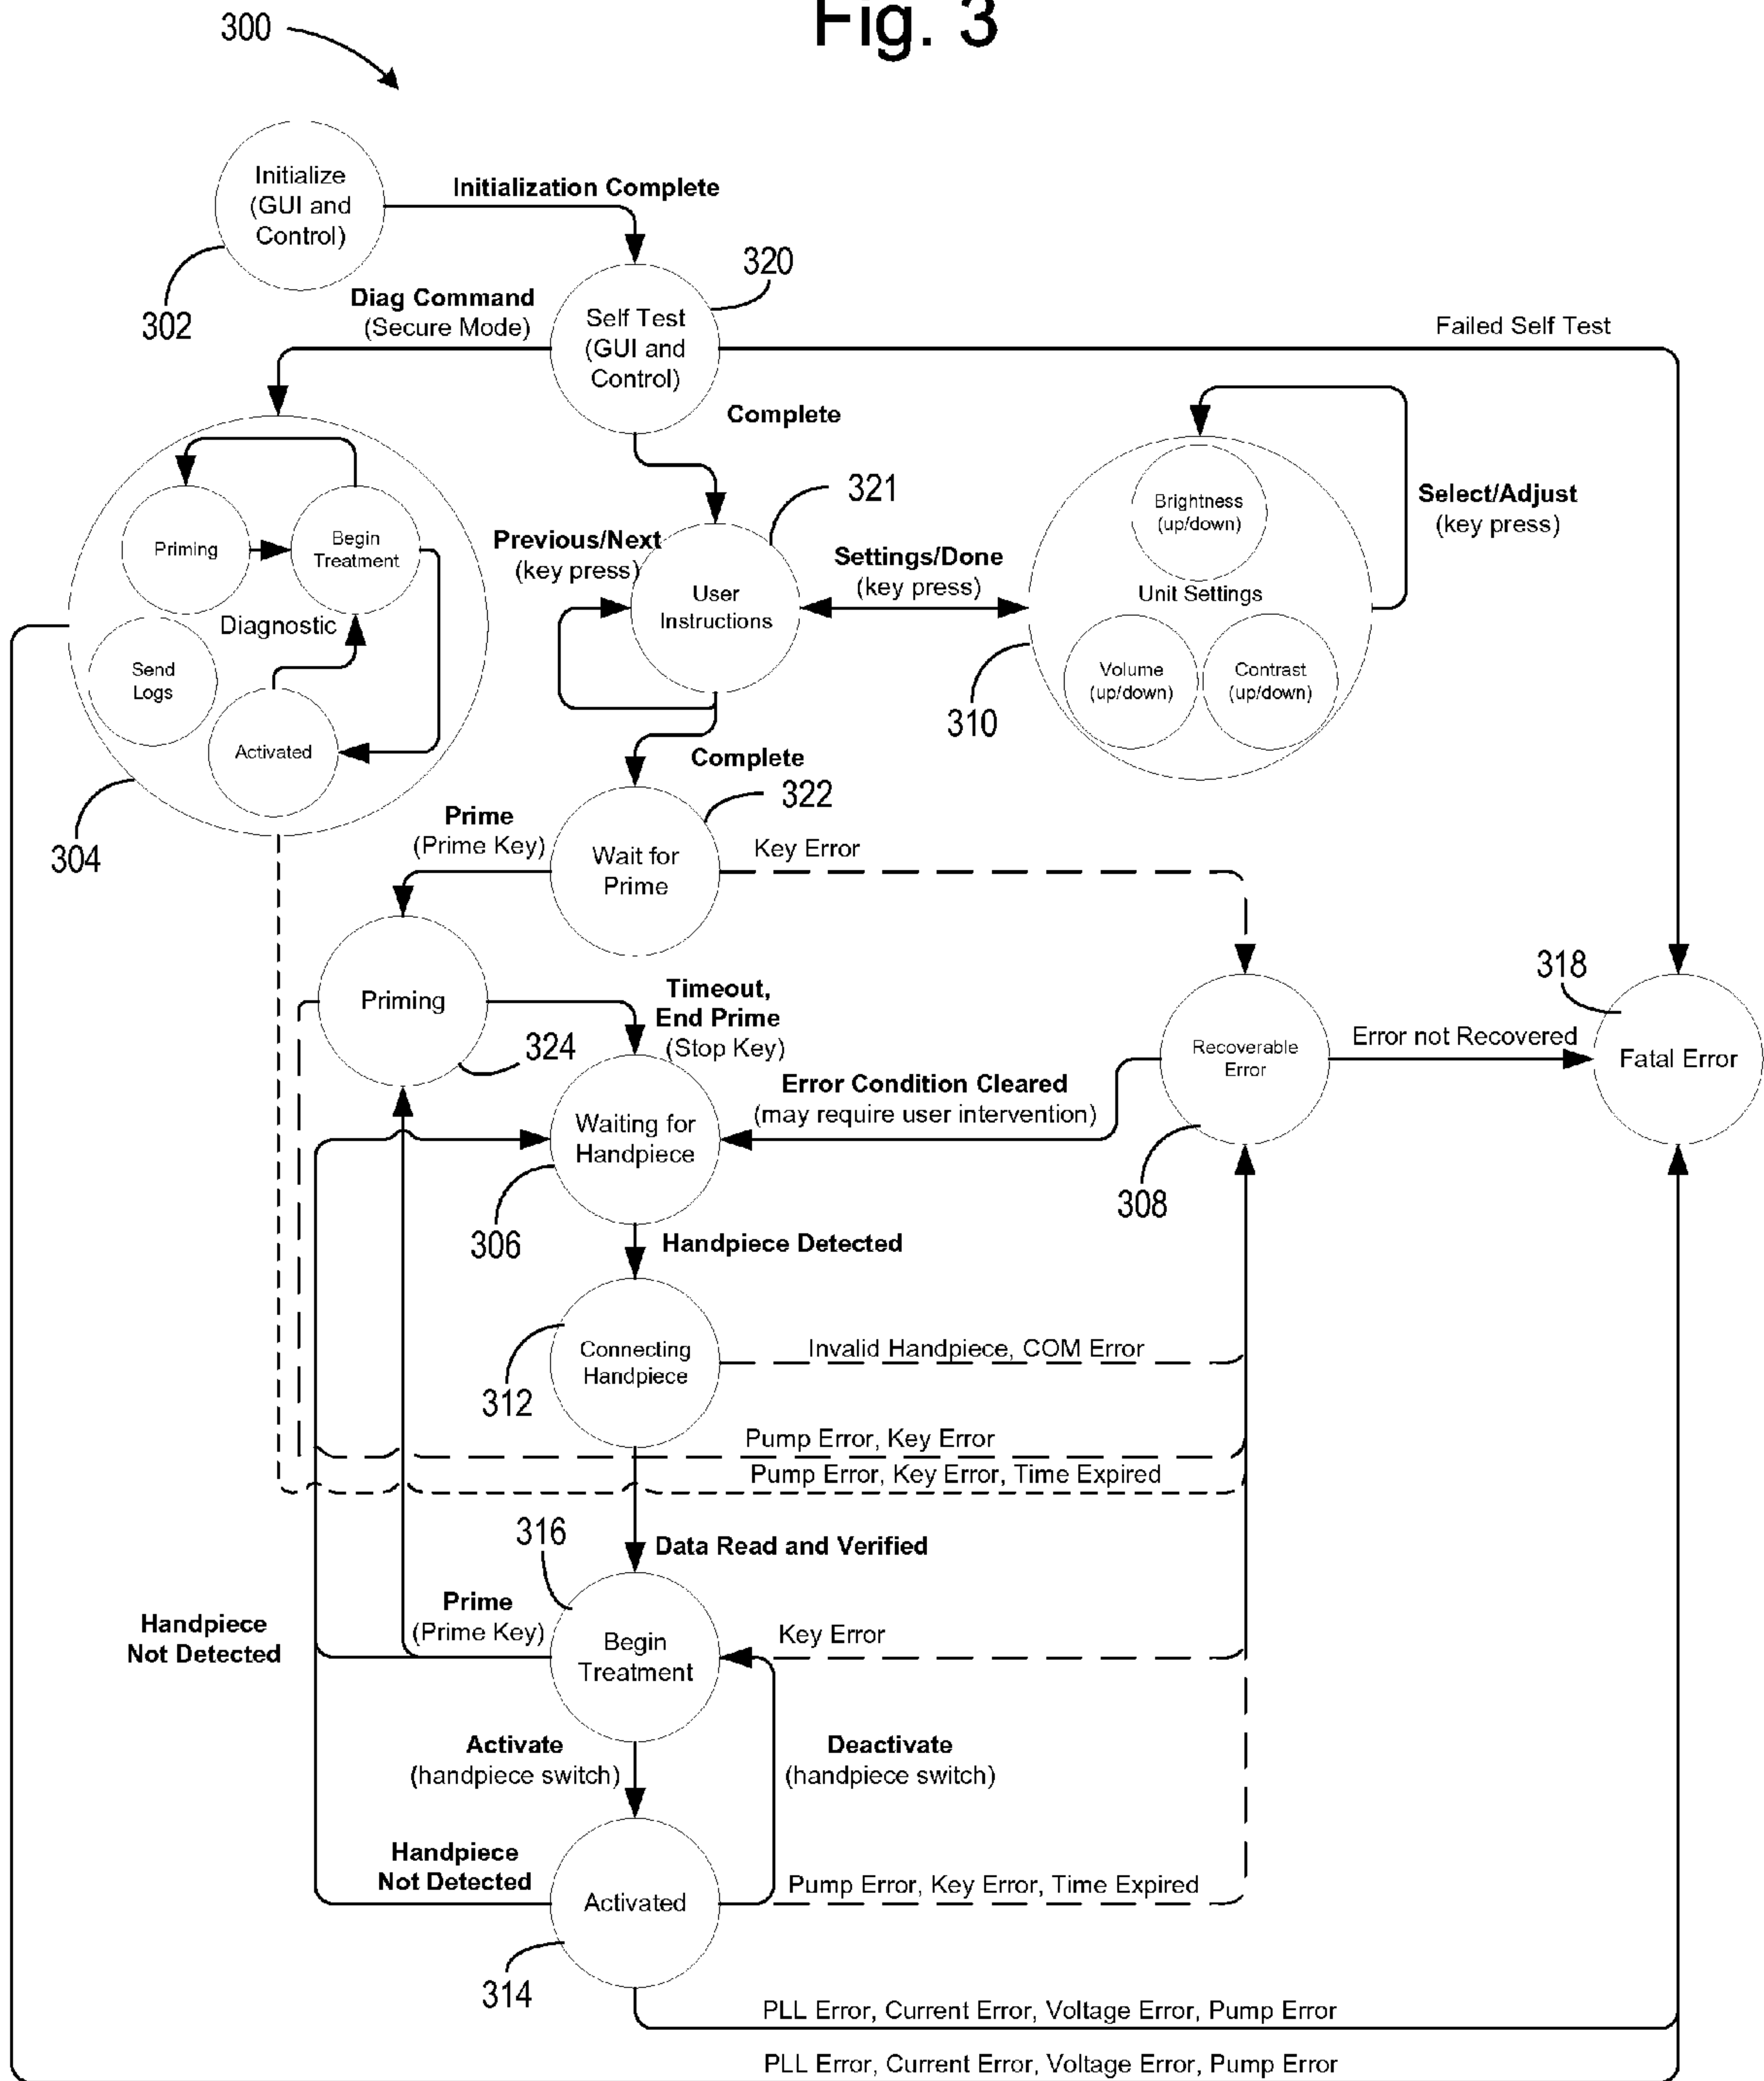 Fig. 3
300
Initialize
(GUI and
Control)
Initialization Complete
302
320
Diag Command
(Secure Mode)
Self Test
(GUI and
Control)
Failed Self Test
Complete
321
Previous/Next
(key press)
User
Instructions
Settings/Done
(key press)
Brightness
(up/down)
Unit Settings
Volume
(up/down)
Contrast
(up/down)
Select/Adjust
(key press)
310
Priming
Begin
Treatment
Diagnostic
Send
Logs
Activated
304
Complete
322
Prime
(Prime Key)
Wait for
Prime
Key Error
Priming
324
Timeout,
End Prime
(Stop Key)
318
Recoverable
Error
Error not Recovered
Fatal Error
Error Condition Cleared
(may require user intervention)
Waiting for
Handpiece
308
306
Handpiece Detected
Connecting
Handpiece
Invalid Handpiece, COM Error
312
Pump Error, Key Error
Pump Error, Key Error, Time Expired
316
Data Read and Verified
Handpiece
Not Detected
Prime
(Prime Key)
Begin
Treatment
Key Error
Activate
(handpiece switch)
Deactivate
(handpiece switch)
Handpiece
Not Detected
Activated
Pump Error, Key Error, Time Expired
314
PLL Error, Current Error, Voltage Error, Pump Error
PLL Error, Current Error, Voltage Error, Pump Error